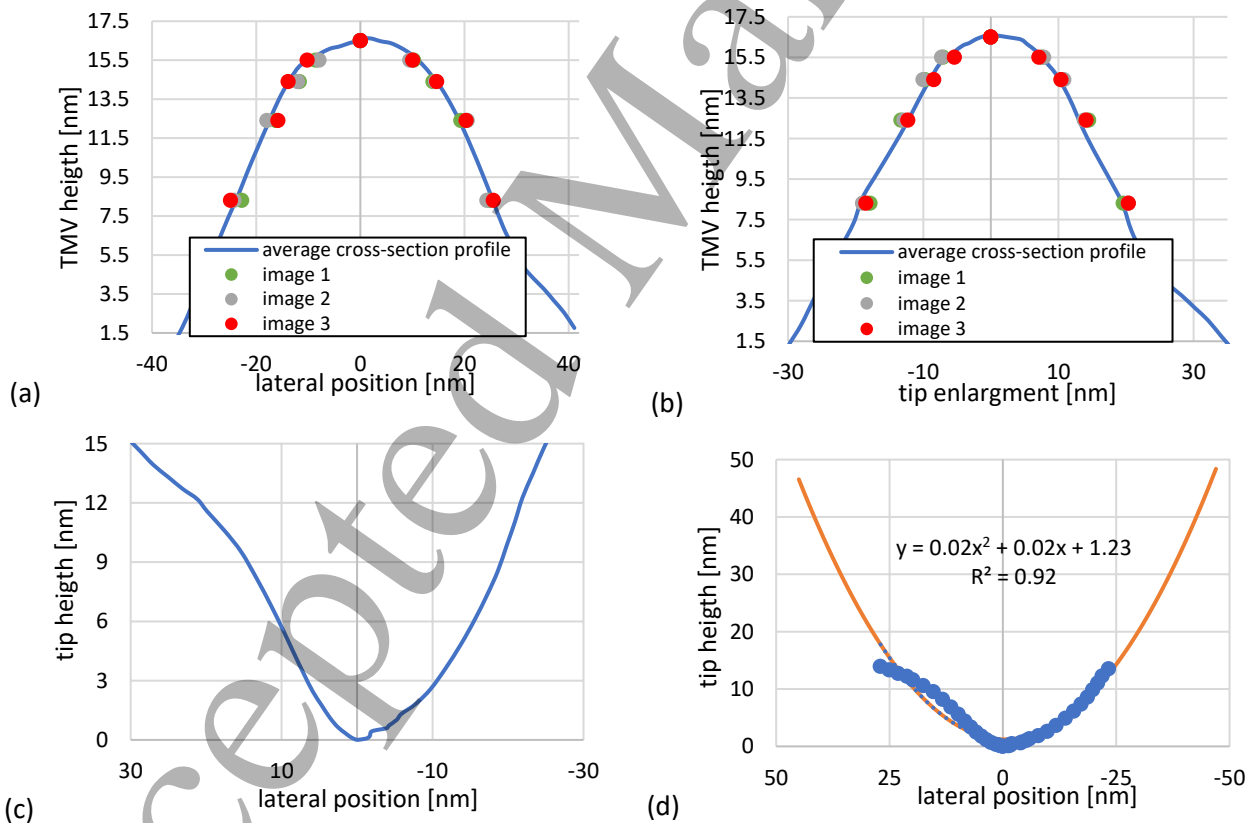 17.5
15.5
13.5
11.5
9.5
7.5
5.5
3.5
1.5
TMV heigth [nm]
average cross-section profile
image 1
image 2
image 3
-40 -20 0 20 40
lateral position [nm]
(a)
17.5
15.5
13.5
11.5
9.5
7.5
5.5
3.5
1.5
TMV heigth [nm]
average cross-section profile
image 1
image 2
image 3
-30 -10 10 30
tip enlargment [nm]
(b)
15
12
9
6
3
0
tip heigth [nm]
30 10 -10 -30
lateral position [nm]
(c)
50
40
30
20
10
0
tip heigth [nm]
y = 0.02x² + 0.02x + 1.23
R² = 0.92
50 25 0 -25 -50
lateral position [nm]
(d)
cepted Ma